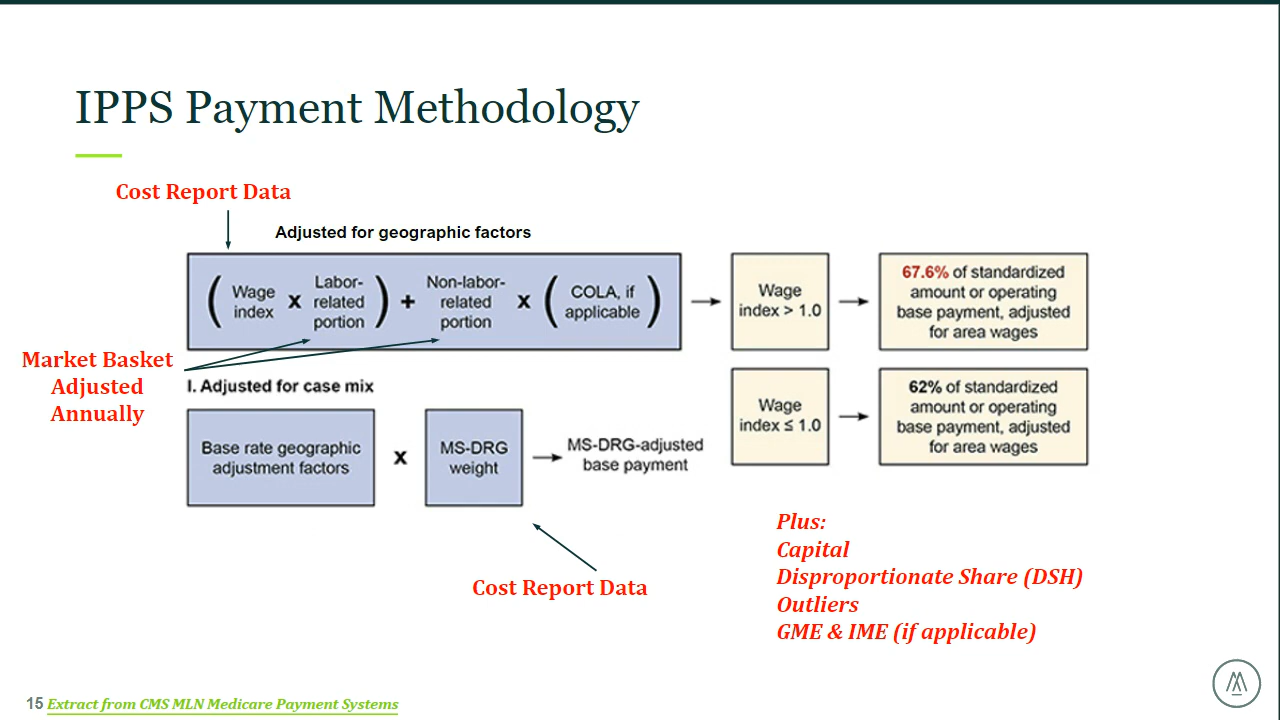 IPPS Payment Methodology
Cost Report Data
Adjusted for geographic factors
( Wage
index
x
Labor-
related
portion )
+
Non-labor-
related
portion
x
( COLA, if
applicable )
Wage
index > 1.0
67.6% of standardized
amount or operating
base payment, adjusted
for area wages
Market Basket
Adjusted
Annually
I. Adjusted for case mix
Base rate geographic
adjustment factors
x
MS-DRG
weight
MS-DRG-adjusted
base payment
Wage
index ≤ 1.0
62% of standardized
amount or operating
base payment, adjusted
for area wages
Cost Report Data
Plus:
Capital
Disproportionate Share (DSH)
Outliers
GME & IME (if applicable)
15 Extract from CMS MLN Medicare Payment Systems